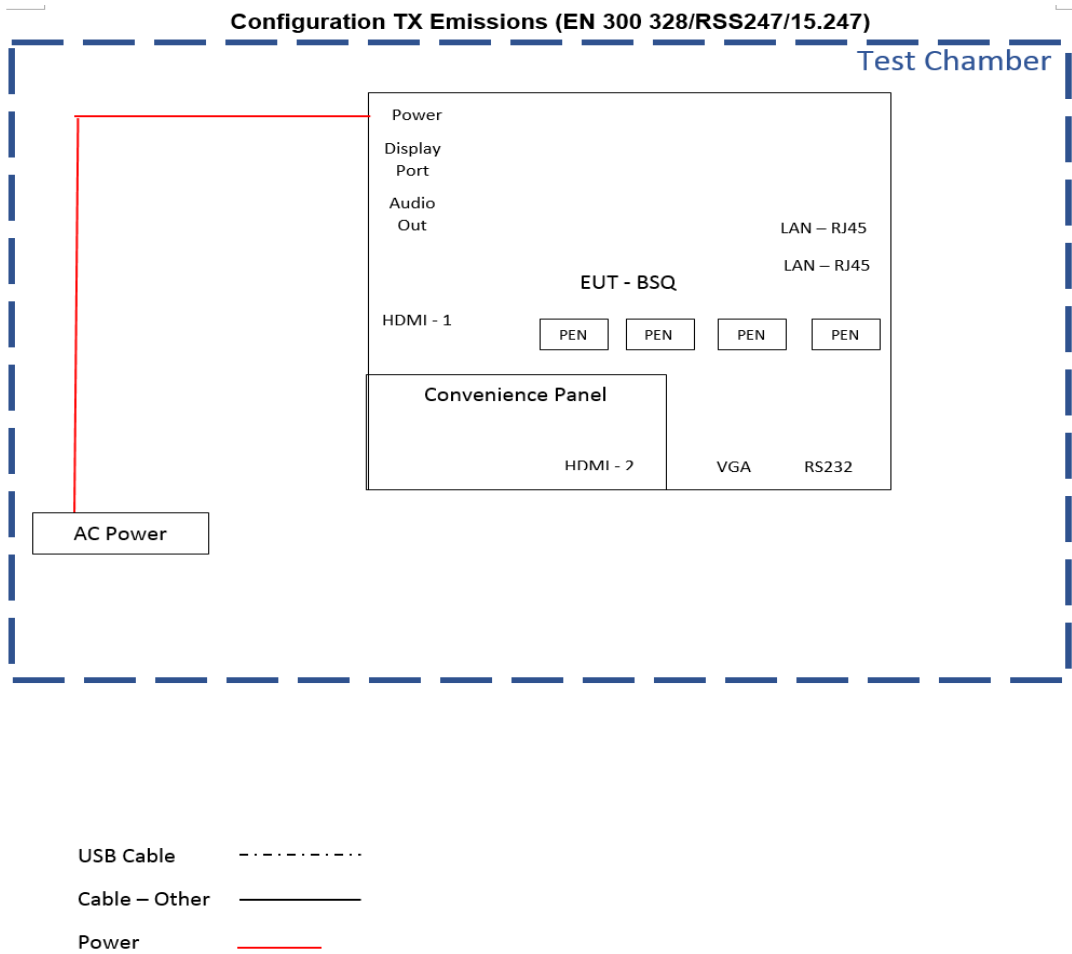 Configuration TX Emissions (EN 300 328/RSS247/15.247)
Test Chamber
Power
Display
Port
Audio
Out
LAN – RJ45
LAN – RJ45
EUT - BSQ
HDMI - 1
PEN
PEN
PEN
PEN
Convenience Panel
HDMI - 2
VGA
RS232
AC Power
USB Cable
Cable – Other
Power